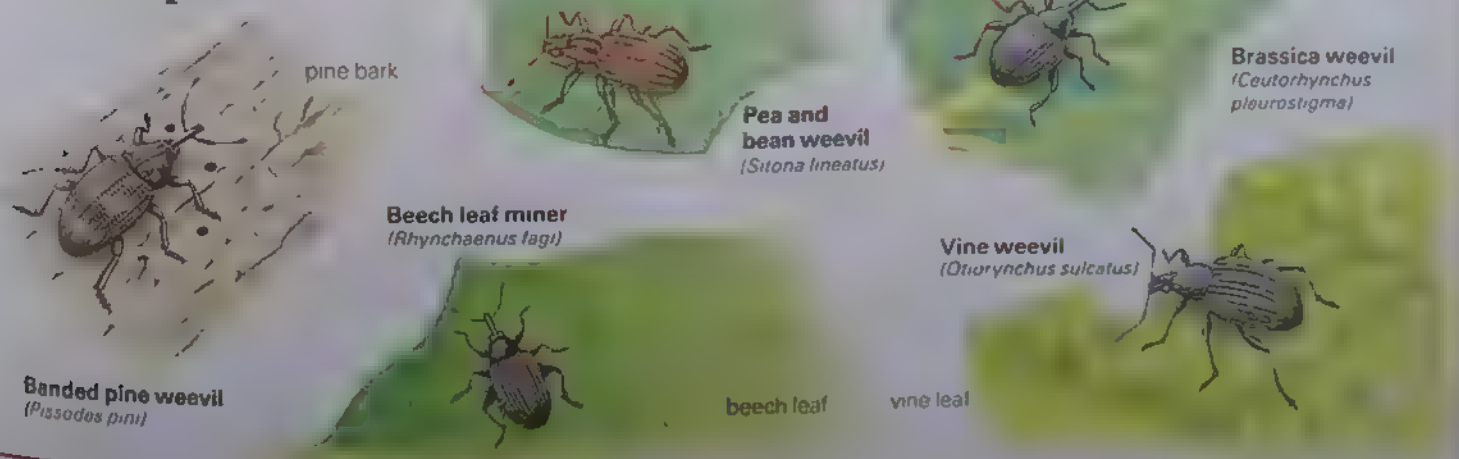 pine bark
Pea and
bean weevil
(Sitona lineatus)
Brassica weevil
(Ceutorhynchus
pleurostigma)
Beech leaf miner
(Rhynchaenus fagi)
Vine weevil
(Otiorynchus sulcatus)
Banded pine weevil
(Pissodes pini)
beech leaf
vine leaf